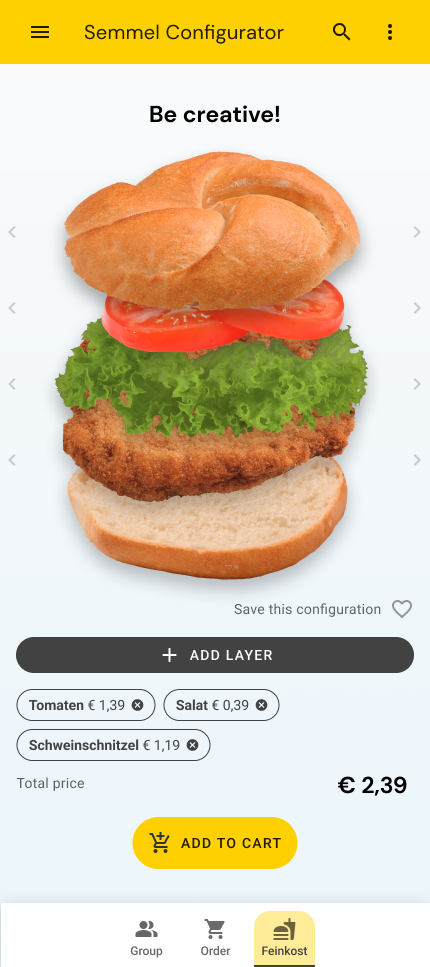 Semmel Configurator
Be creative!
Save this configuration
ADD LAYER
Tomaten € 1,39 Salat € 0,39
Schweinschnitzel € 1,19
Total price € 2,39
ADD TO CART
Group Order Feinkost